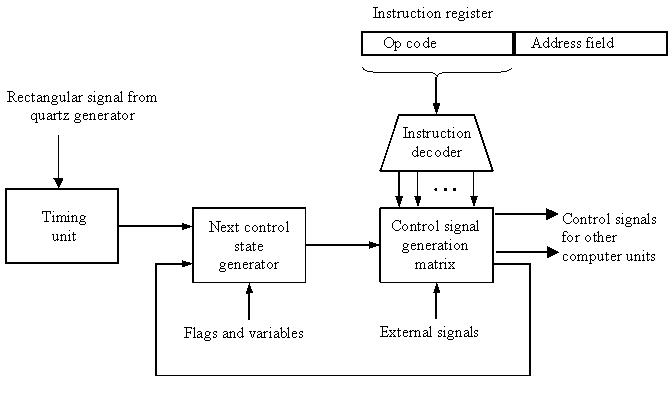 Instruction register
Op code
Address field
Rectangular signal from
quartz generator
Instruction
decoder
...
Timing
unit
Next control
state
generator
Control signal
generation
matrix
Control signals
for other
computer units
Flags and variables
External signals